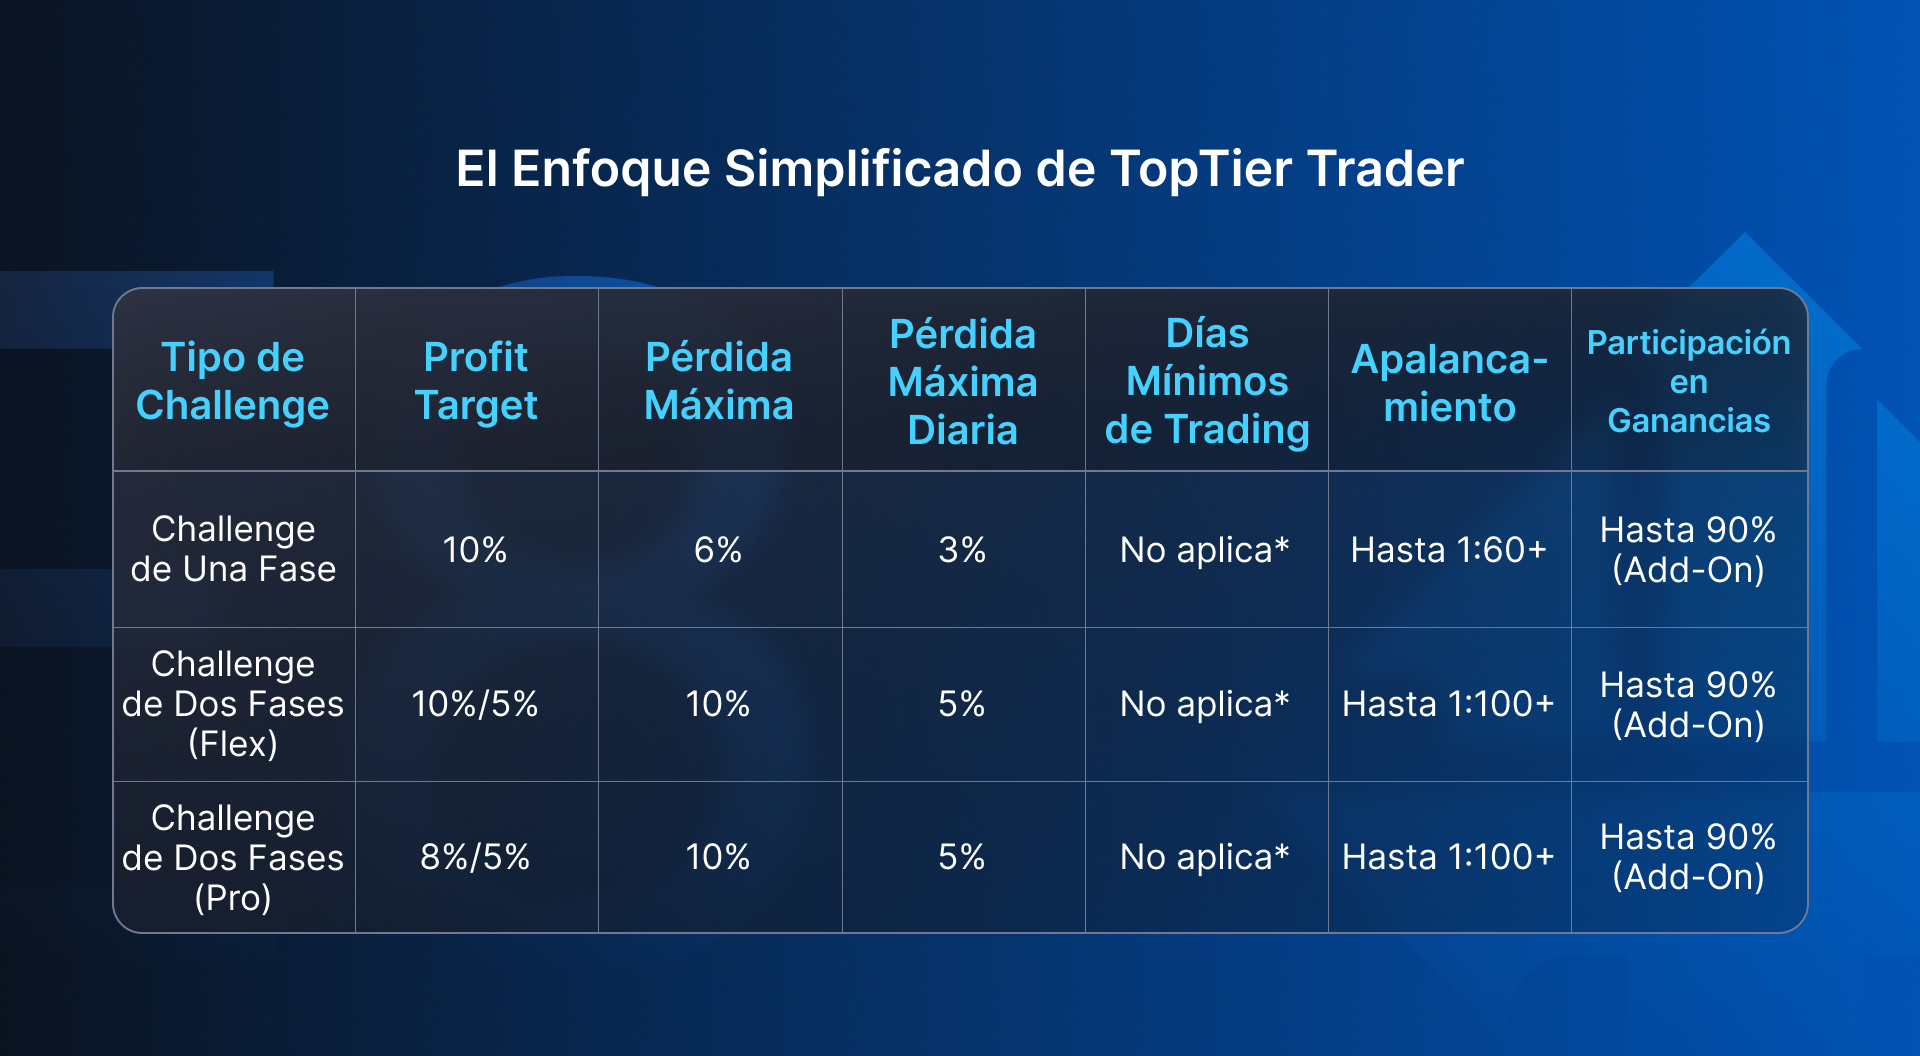 El Enfoque Simplificado de TopTier Trader
Tipo de
Challenge
Profit
Target
Pérdida
Máxima
Pérdida
Máxima
Diaria
Días
Mínimos
de Trading
Apalanca-
miento
Participación
en
Ganancias
Challenge
de Una Fase
10%
6%
3%
No aplica*
Hasta 1:60+
Hasta 90%
(Add-On)
Challenge
de Dos Fases
(Flex)
10%/5%
10%
5%
No aplica*
Hasta 1:100+
Hasta 90%
(Add-On)
Challenge
de Dos Fases
(Pro)
8%/5%
10%
5%
No aplica*
Hasta 1:100+
Hasta 90%
(Add-On)